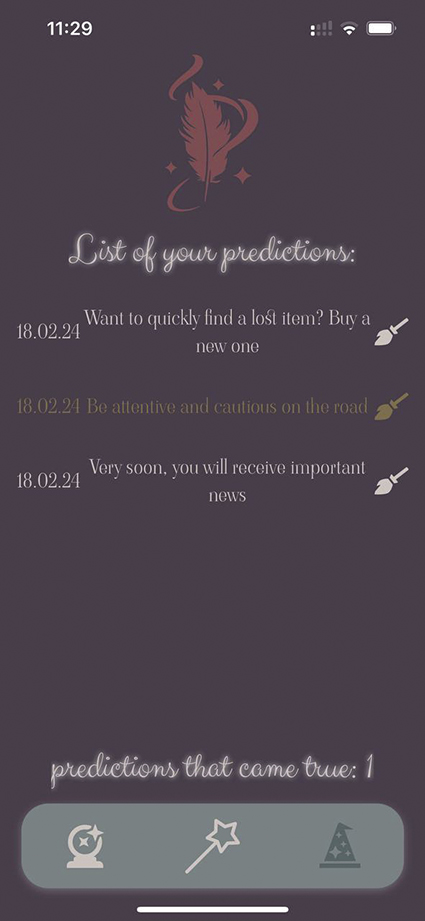 11:29
List of your predictions:
18.02.24 Want to quickly find a lost item? Buy a
new one
18.02.24 Be attentive and cautious on the road
18.02.24 Very soon, you will receive important
news
predictions that came true: 1